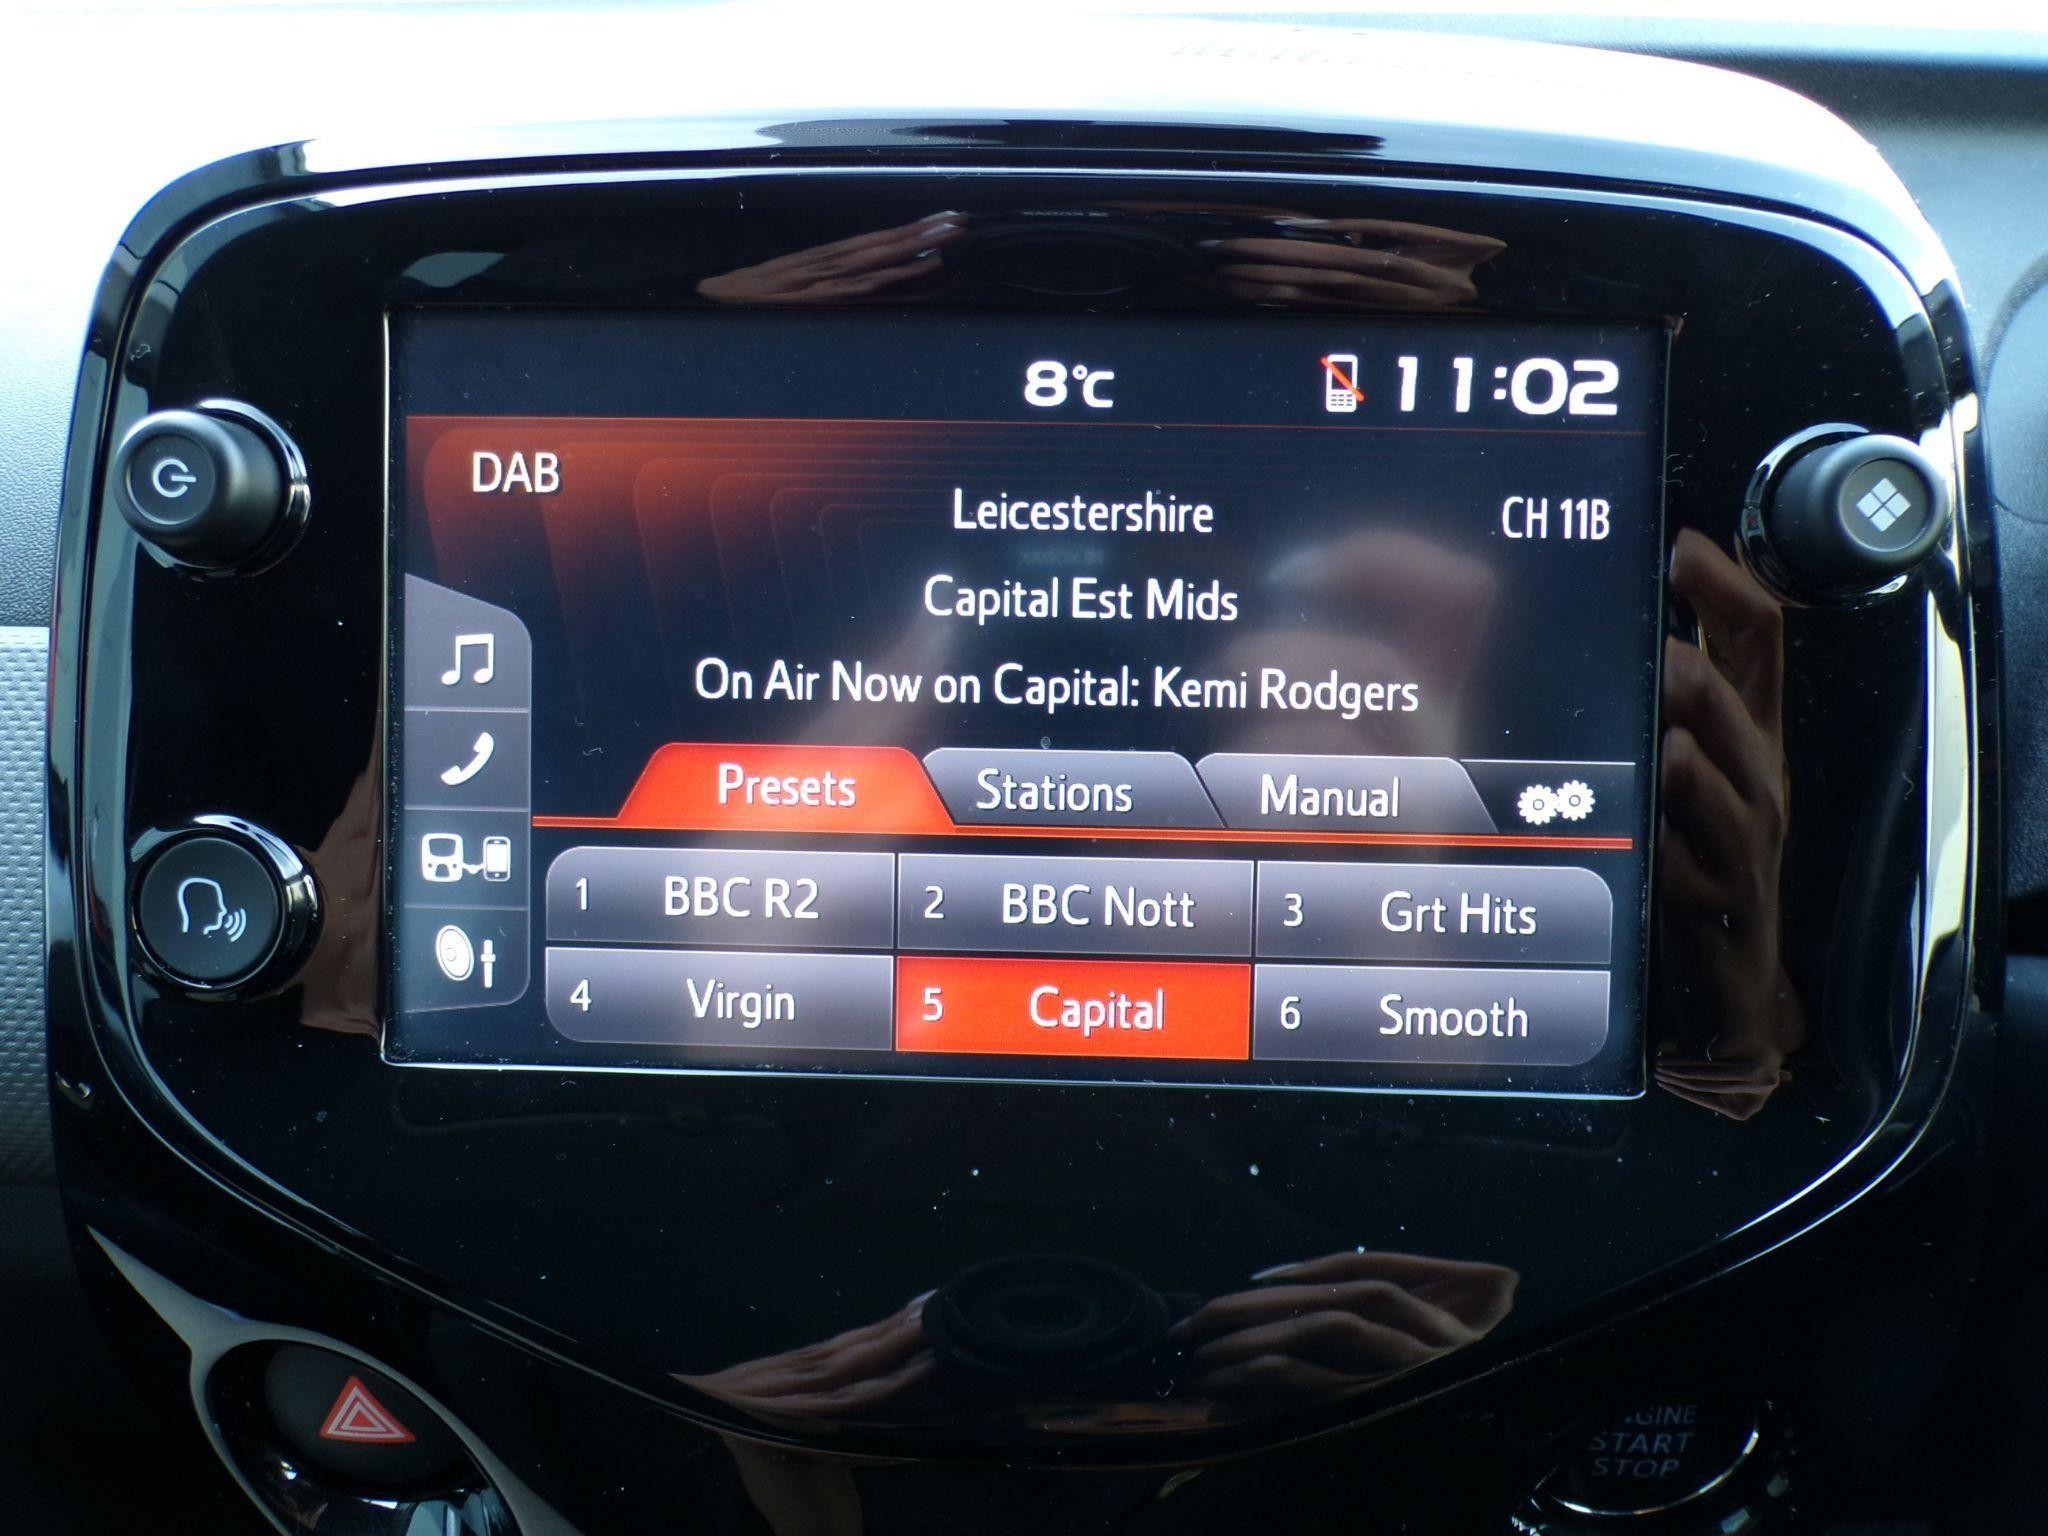 8°C 11:02
DAB
Leicestershire CH 11B
Capital Est Mids
On Air Now on Capital: Kemi Rodgers
Presets Stations Manual
1 BBC R2 2 BBC Nott 3 Grt Hits
4 Virgin 5 Capital 6 Smooth
START
STOP